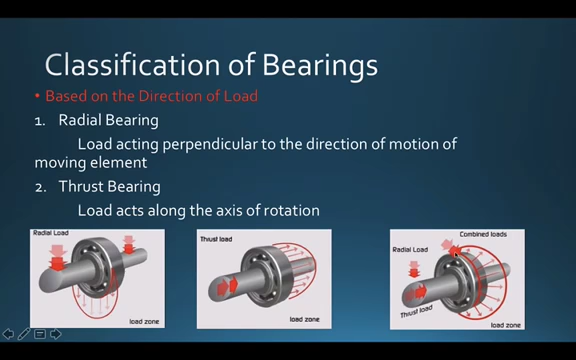 Classification of Bearings
• Based on the Direction of Load
1. Radial Bearing
Load acting perpendicular to the direction of motion of
moving element
2. Thrust Bearing
Load acts along the axis of rotation
Radial Load
load zone
Thrust load
load zone
Combined loads
Radial Load
Thrust load
load zone